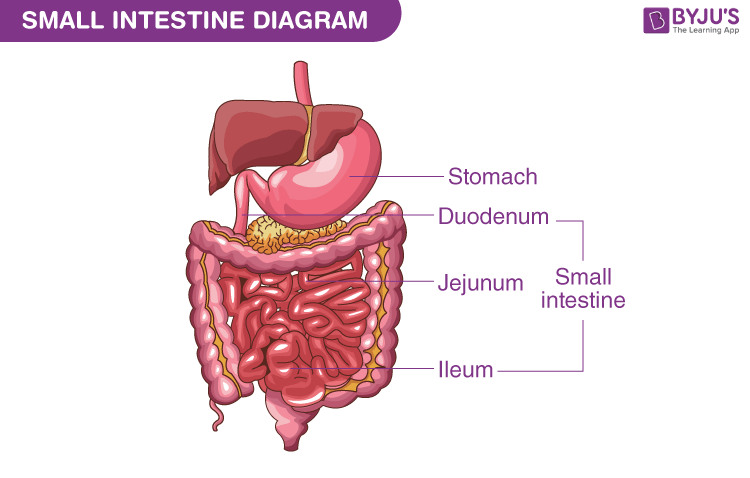 SMALL INTESTINE DIAGRAM
BYJU'S
The Learning App
Stomach
Duodenum
Jejunum
Small
intestine
Ileum